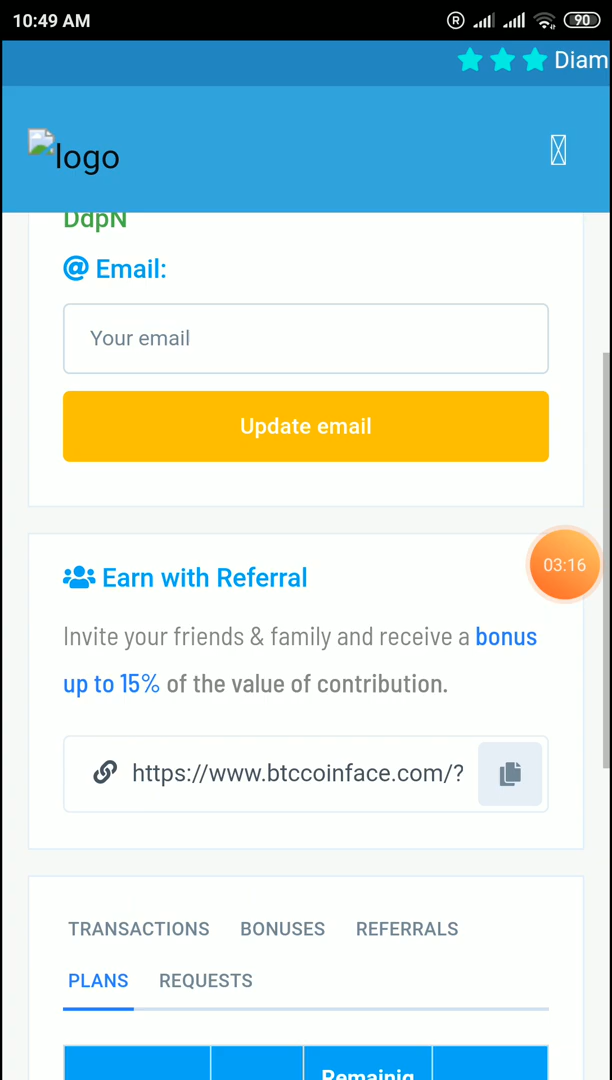 10:49 AM
R
90
Diam
logo
DdpN
@ Email:
Your email
Update email
Earn with Referral
03:16
Invite your friends & family and receive a bonus
up to 15% of the value of contribution.
https://www.btccoinface.com/?
TRANSACTIONS BONUSES REFERRALS
PLANS REQUESTS
Remainig